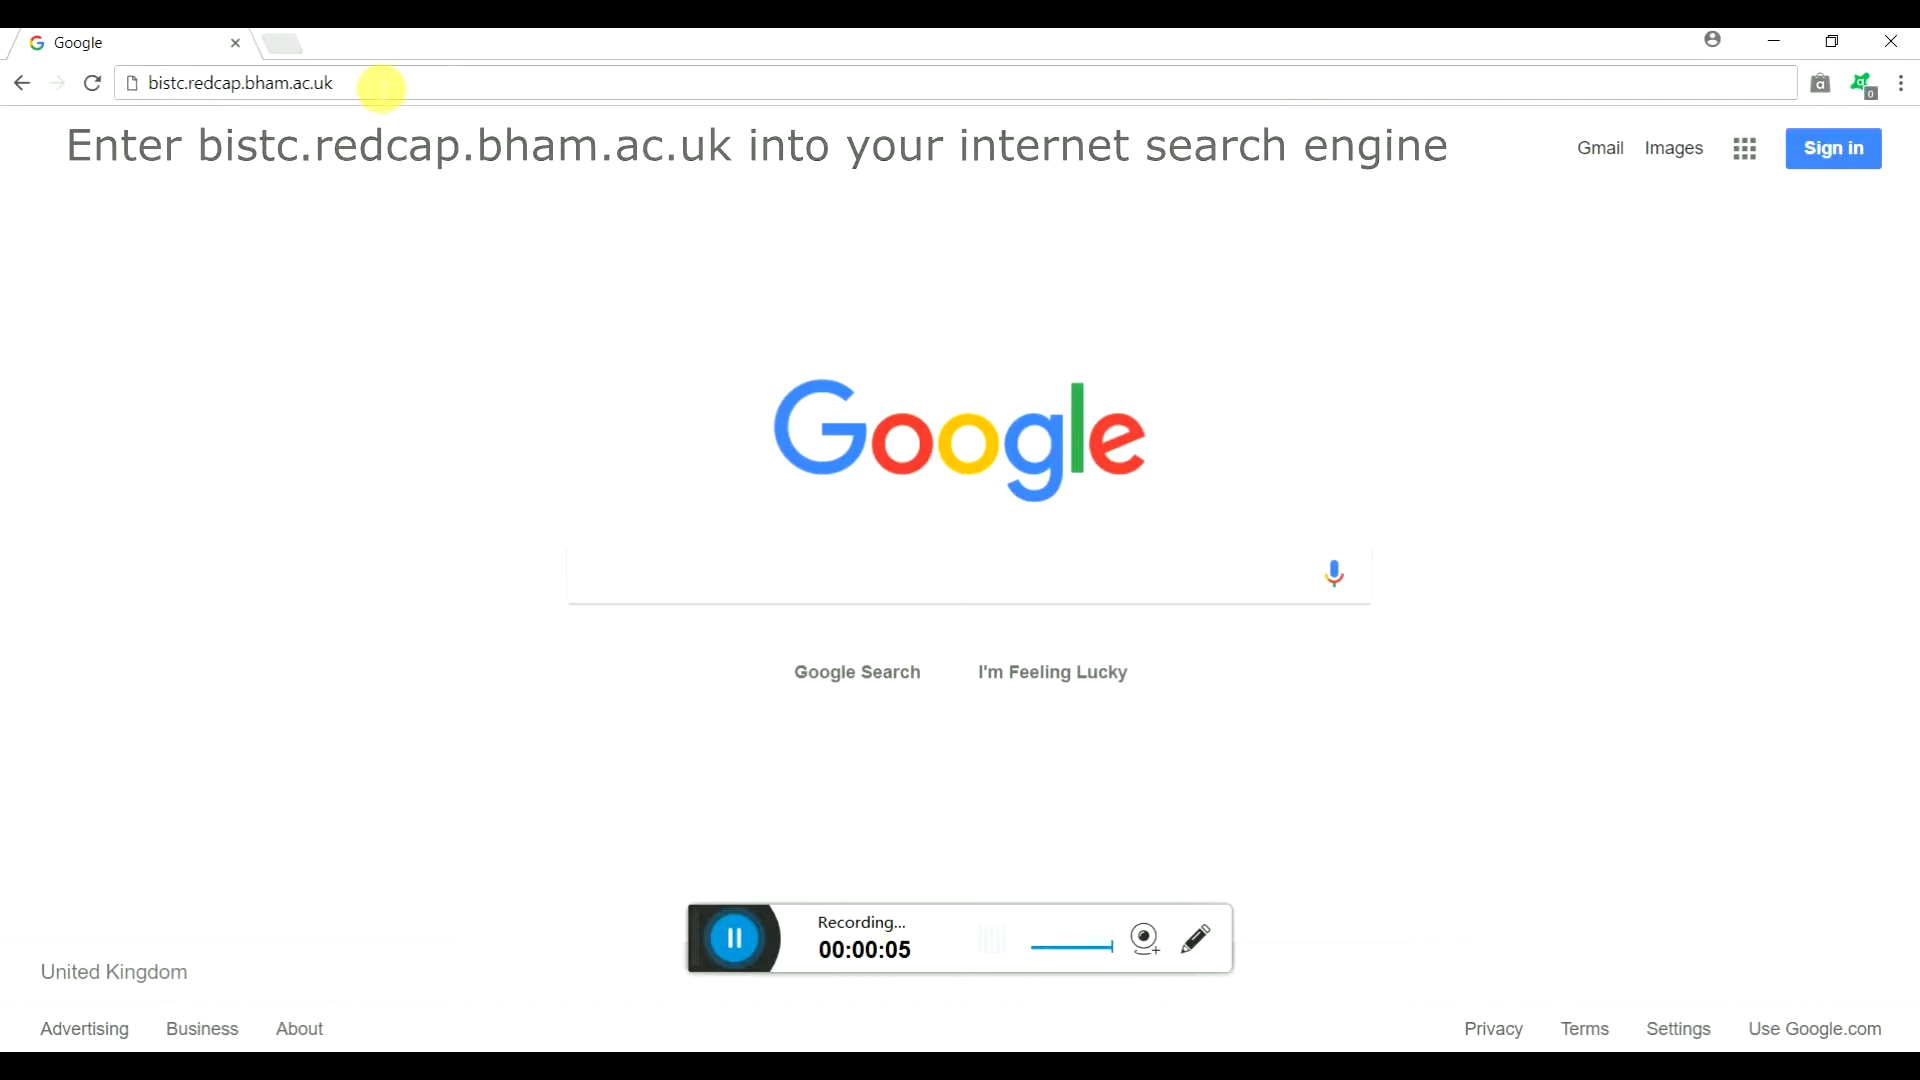 Google
bistc.redcap.bham.ac.uk
a
0
Enter bistc.redcap.bham.ac.uk into your internet search engine
Gmail Images Sign in
Google
Google Search I'm Feeling Lucky
Recording...
00:00:05
United Kingdom
Advertising Business About Privacy Terms Settings Use Google.com